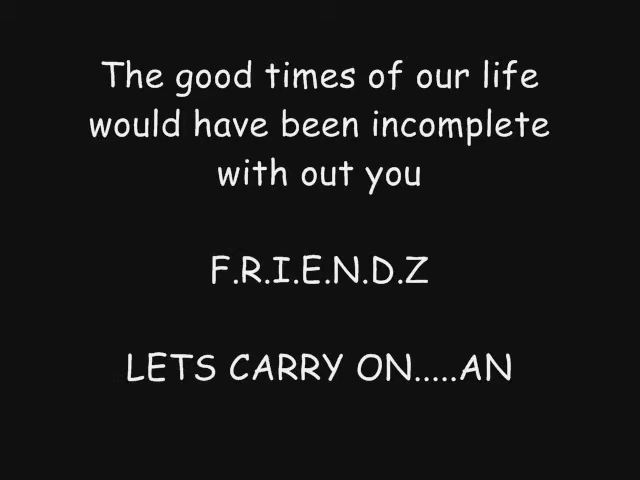 The good times of our life
would have been incomplete
with out you
F.R.I.E.N.D.Z
LETS CARRY ON.....AN